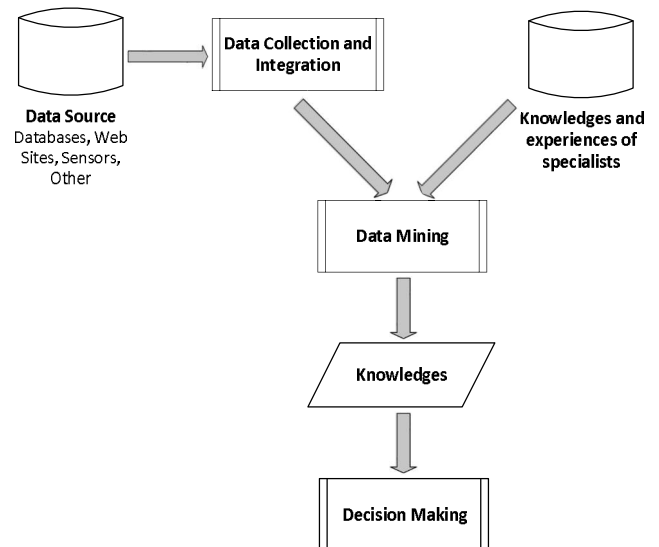 Data Source
Databases, Web
Sites, Sensors,
Other
Data Collection and
Integration
Knowledges and
experiences of
specialists
Data Mining
Knowledges
Decision Making